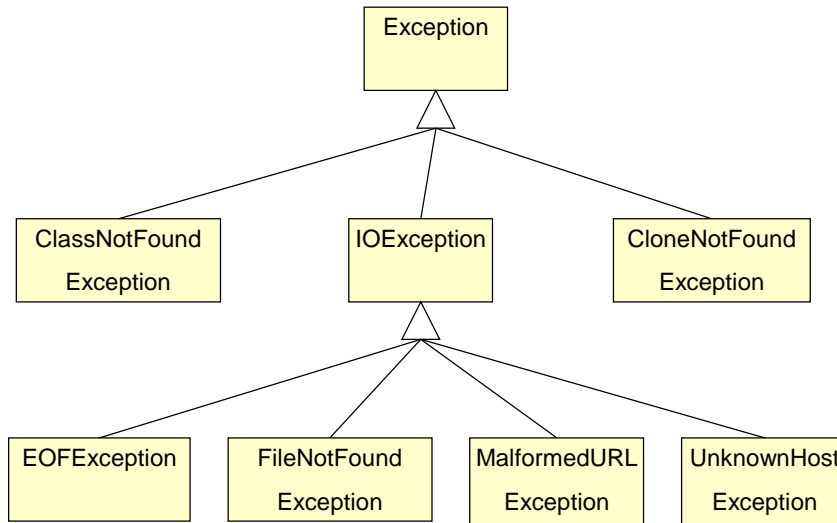 Exception
ClassNotFound
Exception
IOException
CloneNotFound
Exception
EOFException
FileNotFound
Exception
MalformedURL
Exception
UnknownHost
Exception